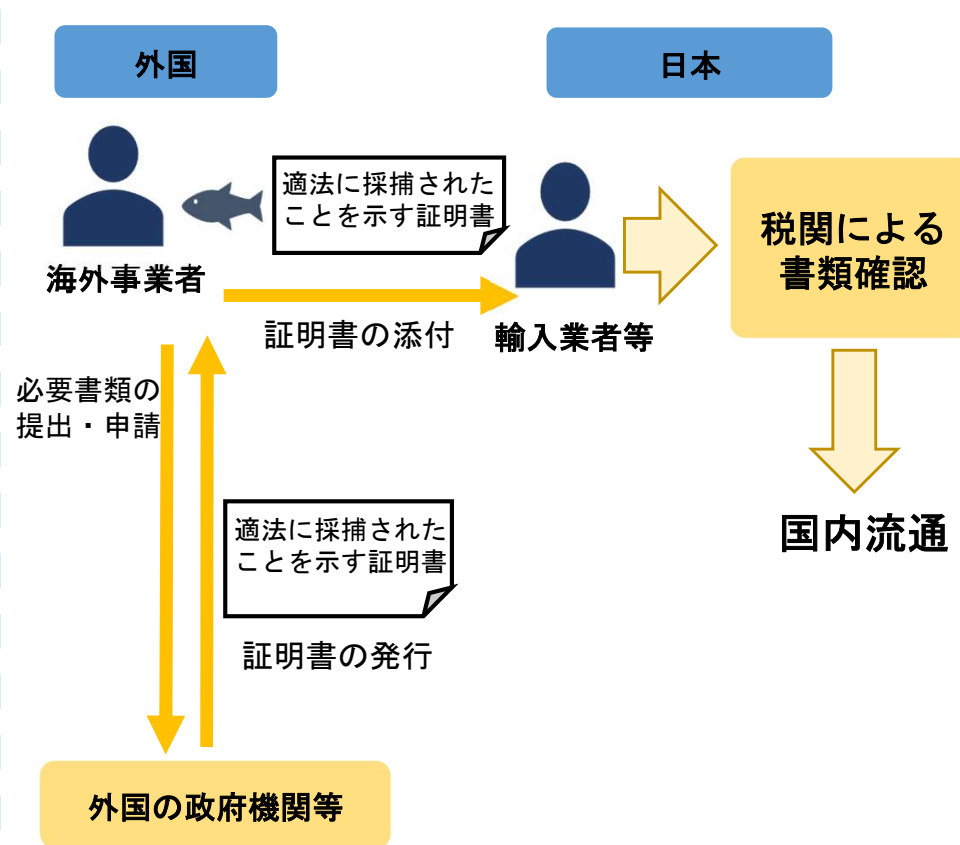 外国
日本
適法に採捕された
ことを示す証明書
海外事業者
証明書の添付
輸入業者等
税関による
書類確認
必要書類の
提出・申請
適法に採捕された
ことを示す証明書
証明書の発行
国内流通
外国の政府機関等